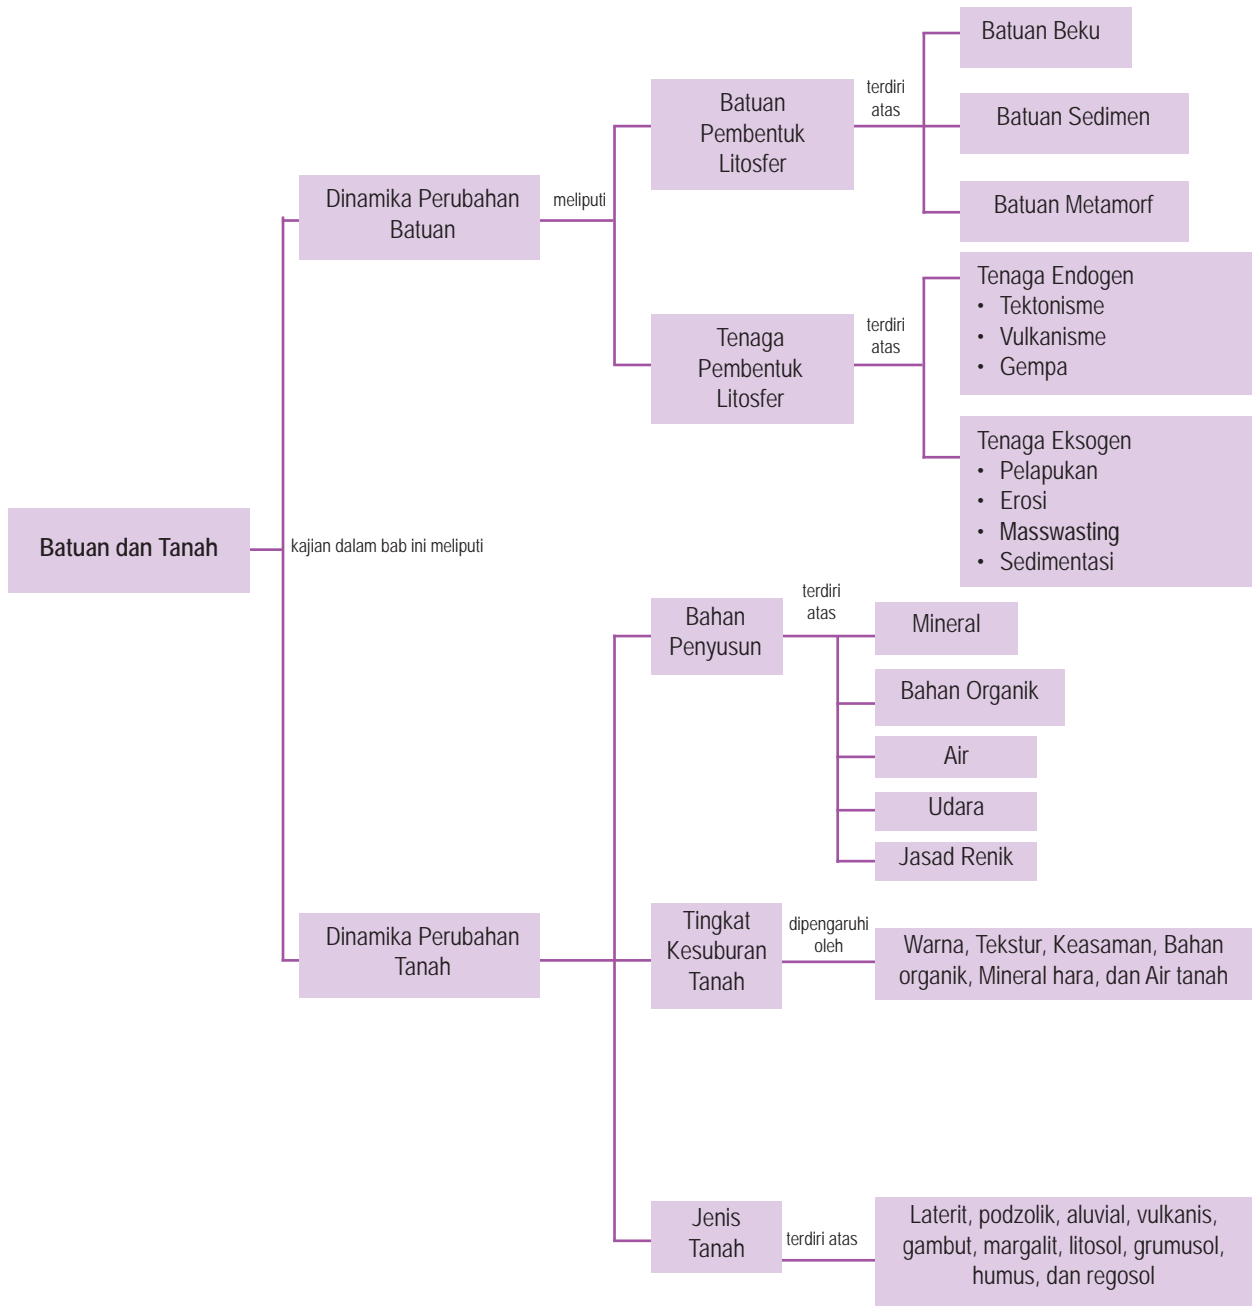 Batuan dan Tanah
kajian dalam bab ini meliputi
Dinamika Perubahan
Batuan
meliputi
Batuan
Pembentuk
Litosfer
terdiri
atas
Batuan Beku
Batuan Sedimen
Batuan Metamorf
Tenaga
Pembentuk
Litosfer
terdiri
atas
Tenaga Endogen
• Tektonisme
• Vulkanisme
• Gempa
Tenaga Eksogen
• Pelapukan
• Erosi
• Masswasting
• Sedimentasi
Dinamika Perubahan
Tanah
Bahan
Penyusun
terdiri
atas
Mineral
Bahan Organik
Air
Udara
Jasad Renik
Tingkat
Kesuburan
Tanah
dipengaruhi
oleh
Warna, Tekstur, Keasaman, Bahan
organik, Mineral hara, dan Air tanah
Jenis
Tanah
terdiri atas
Laterit, podzolik, aluvial, vulkanis,
gambut, margalit, litosol, grumusol,
humus, dan regosol